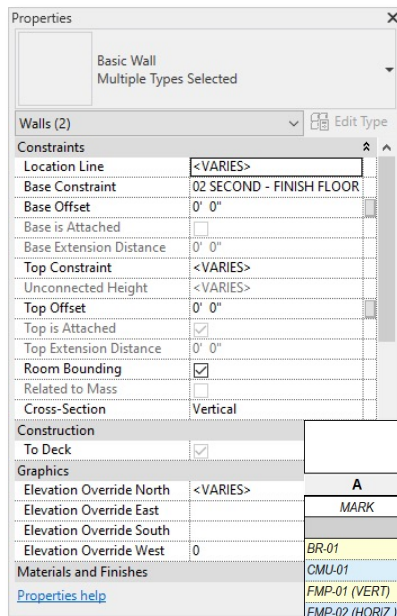 Properties
Basic Wall
Multiple Types Selected
Walls (2)
Edit Type
Constraints
Location Line <VARIES>
Base Constraint 02 SECOND - FINISH FLOOR
Base Offset 0' 0"
Base is Attached
Base Extension Distance 0' 0"
Top Constraint <VARIES>
Unconnected Height <VARIES>
Top Offset 0' 0"
Top is Attached
Top Extension Distance 0' 0"
Room Bounding
Related to Mass
Cross-Section Vertical
Construction
To Deck
Graphics
Elevation Override North <VARIES>
Elevation Override East
Elevation Override South
Elevation Override West 0
Materials and Finishes
Properties help
A
MARK
BR-01
CMU-01
FMP-01 (VERT)
FMP-02 (HORIZ.)